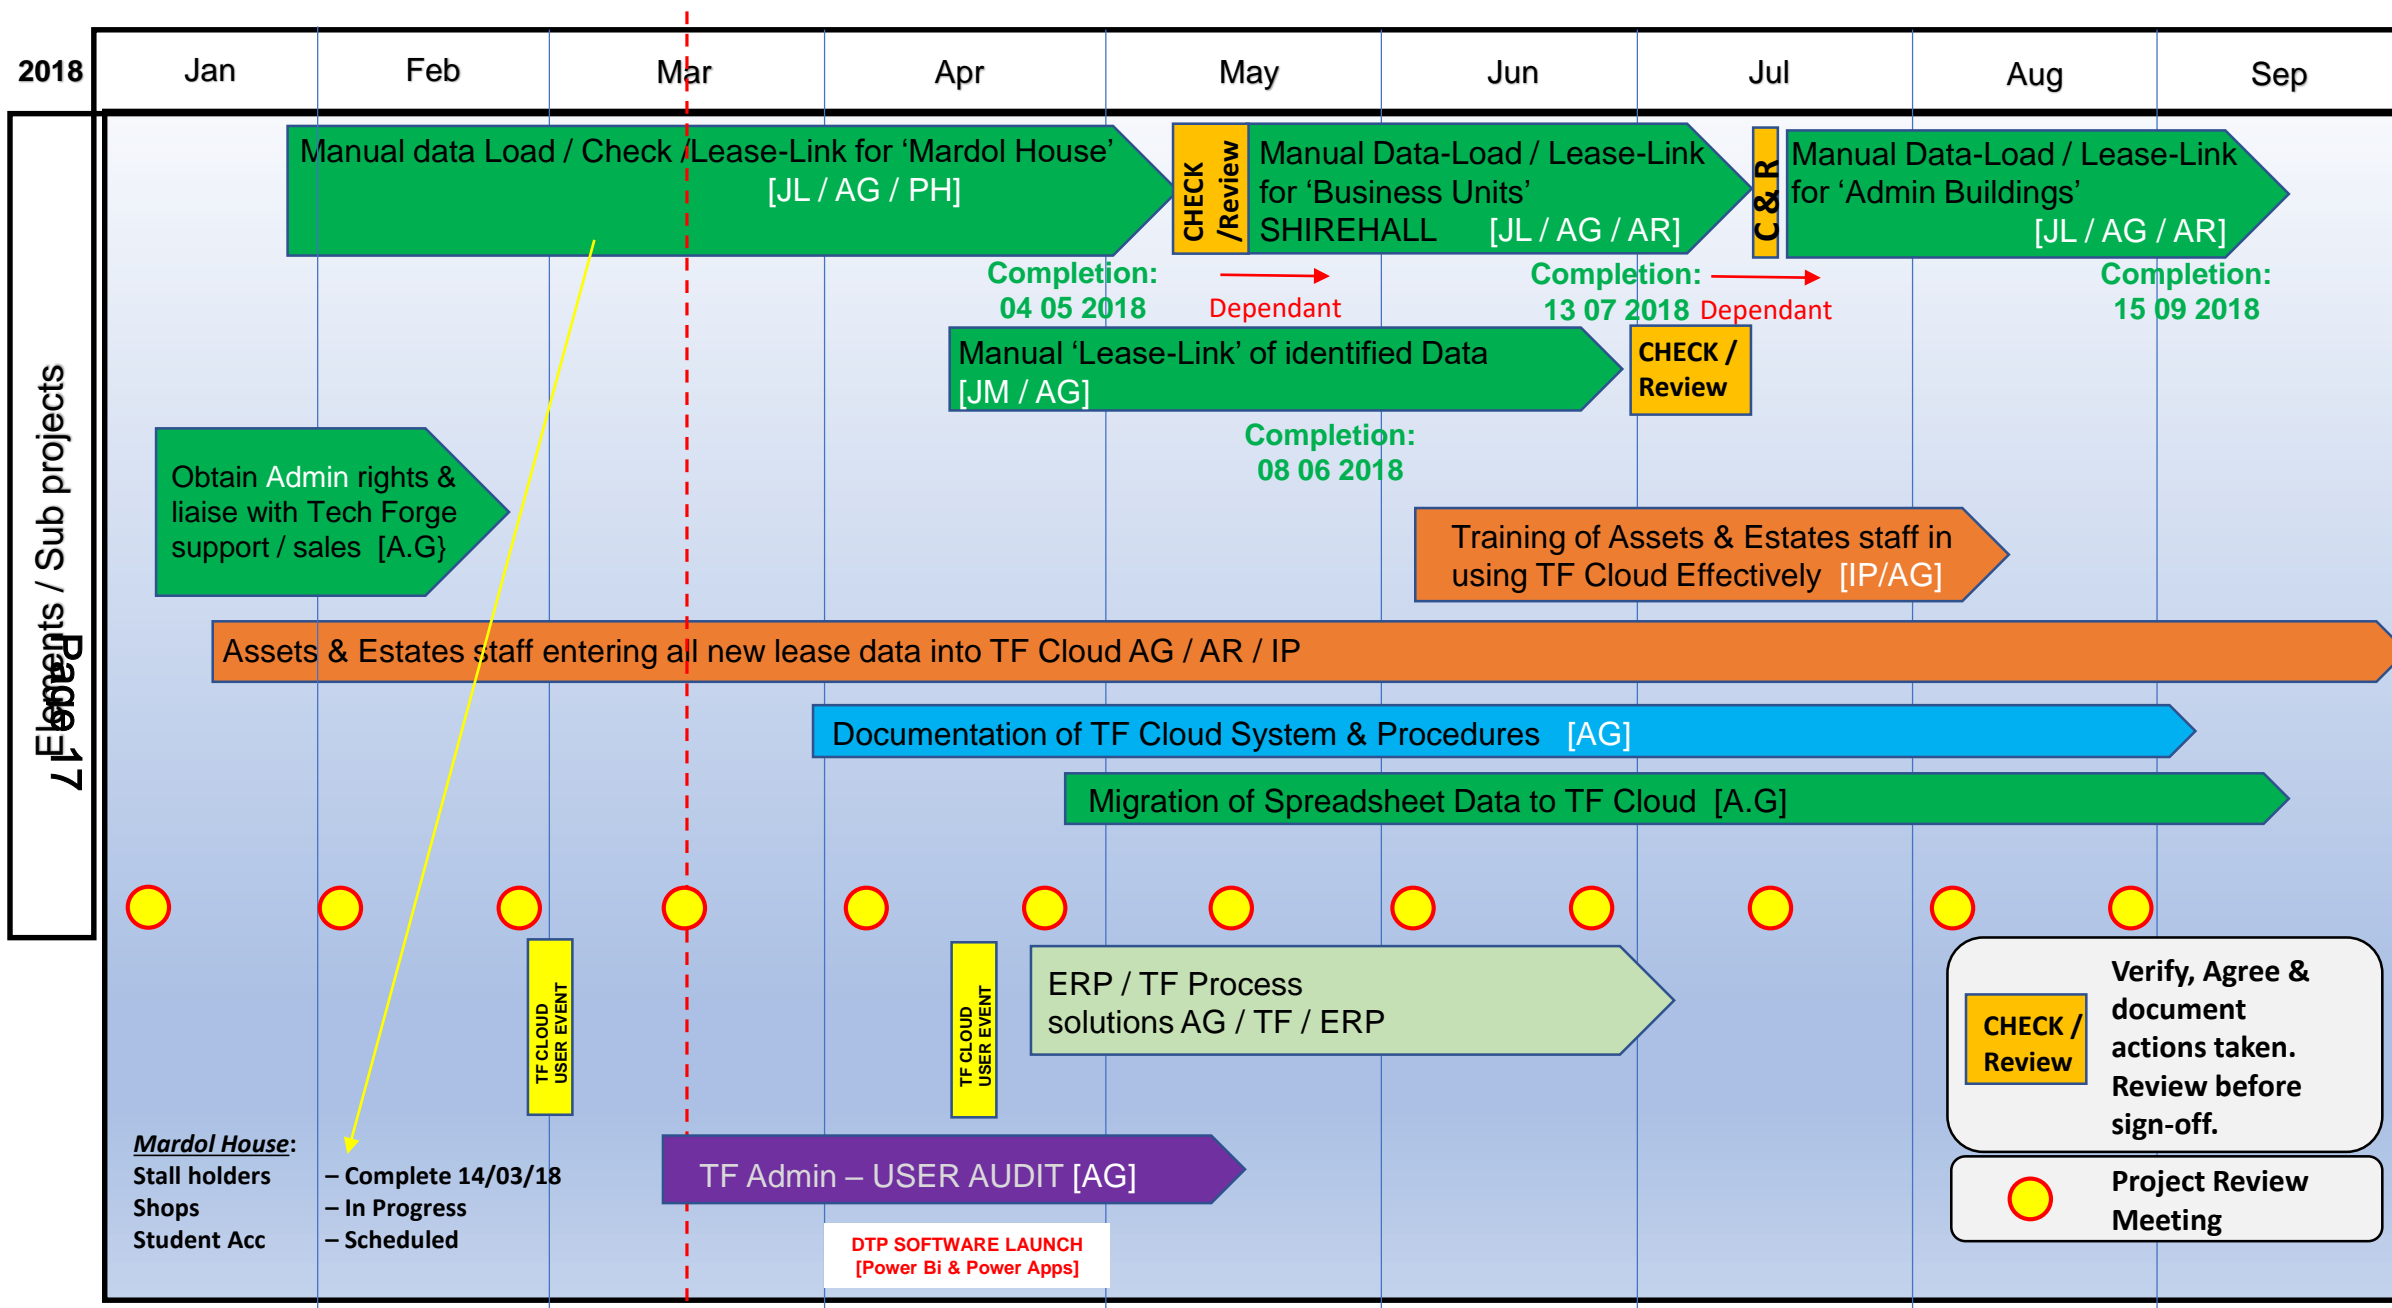 2018
Jan
Feb
Mar
Apr
May
Jun
Jul
Aug
Sep
Elements / Sub projects
Page 17
Manual data Load / Check /Lease-Link for ‘Mardol House’
[JL / AG / PH]
CHECK
/Review
Manual Data-Load / Lease-Link
for ‘Business Units’
SHIREHALL [JL / AG / AR]
C & R
Manual Data-Load / Lease-Link
for ‘Admin Buildings’
[JL / AG / AR]
Completion:
04 05 2018
Dependant
Completion:
13 07 2018
Dependant
Completion:
15 09 2018
Manual ‘Lease-Link’ of identified Data
[JM / AG]
CHECK /
Review
Completion:
08 06 2018
Obtain Admin rights &
liaise with Tech Forge
support / sales [A.G}
Training of Assets & Estates staff in
using TF Cloud Effectively [IP/AG]
Assets & Estates staff entering all new lease data into TF Cloud AG / AR / IP
Documentation of TF Cloud System & Procedures [AG]
Migration of Spreadsheet Data to TF Cloud [A.G]
TF CLOUD
USER EVENT
TF CLOUD
USER EVENT
ERP / TF Process
solutions AG / TF / ERP
CHECK /
Review
Verify, Agree &
document
actions taken.
Review before
sign-off.
Mardol House:
Stall holders – Complete 14/03/18
Shops – In Progress
Student Acc – Scheduled
TF Admin – USER AUDIT [AG]
Project Review
Meeting
DTP SOFTWARE LAUNCH
[Power Bi & Power Apps]